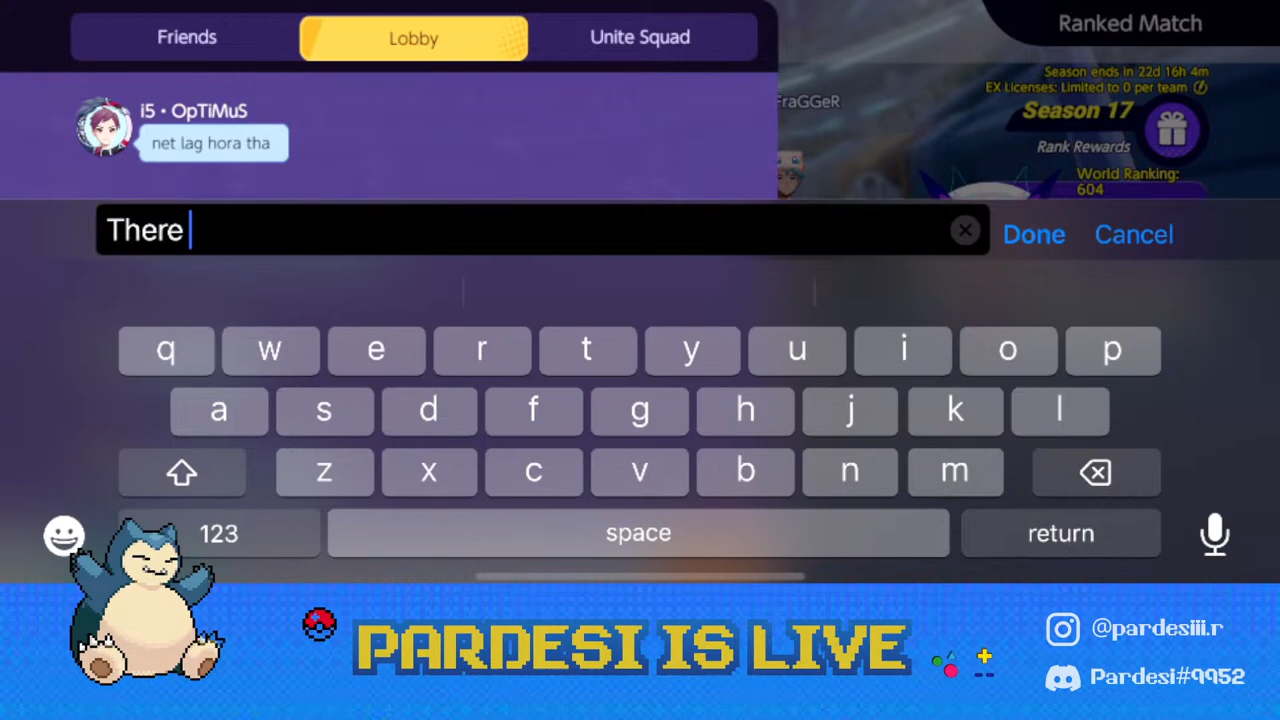 Friends
Lobby
Unite Squad
Ranked Match
Season ends in 22d 16h 4m
EX Licenses: Limited to 0 per team
Season 17
Rank Rewards
World Ranking:
604
FraGGeR
i5 • OpTiMuS
net lag hora tha
There
Done
Cancel
q w e r t y u i o p
a s d f g h j k l
z x c v b n m
123
space
return
PARDESI IS LIVE
@pardesiii.r
Pardesi#9952